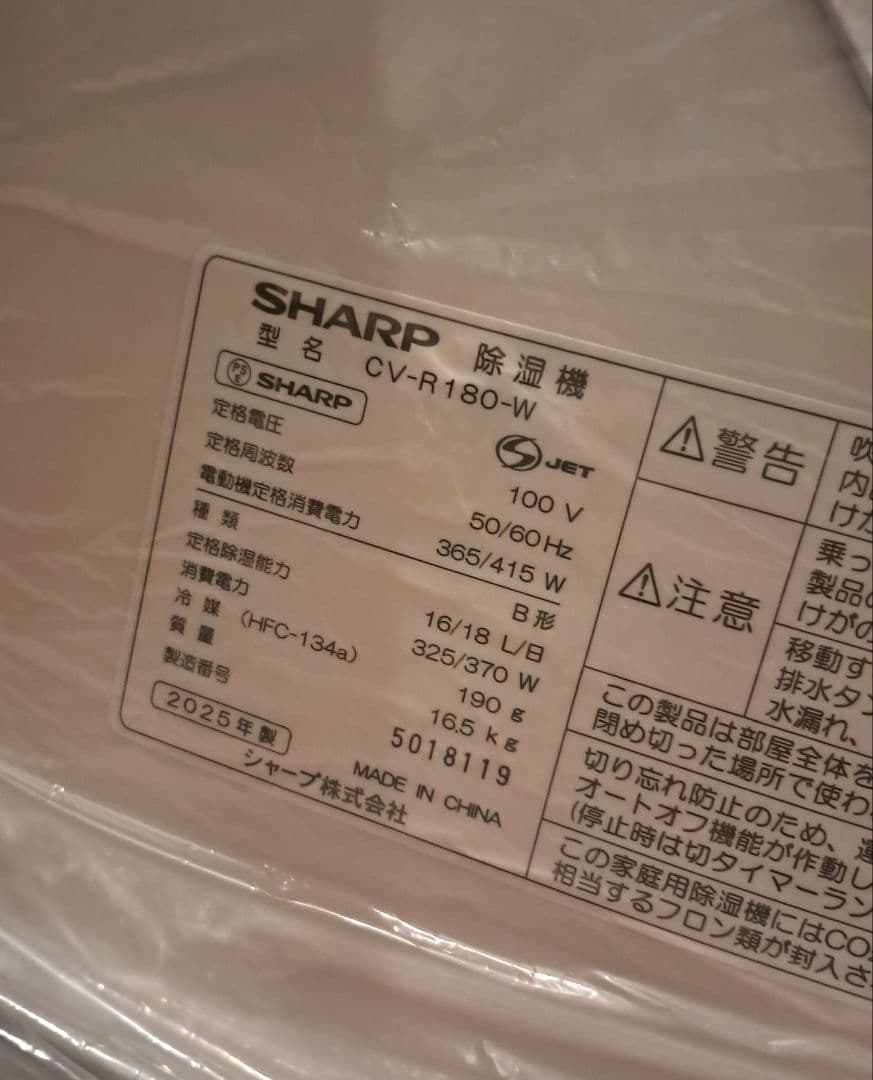 SHARP 除湿機
型名 CV-R180-W
PSE SHARP
JET
定格電圧 100 V
定格周波数 50/60 Hz
電動機定格消費電力 365/415 W
種類 B形
定格除湿能力 16/18 L/日
消費電力 325/370 W
冷媒 (HFC-134a) 190 g
質量 16.5 kg
製造番号 5018119
2025年製
シャープ株式会社
MADE IN CHINA
警告
吹
内
けが
注意
乗っ
製品の
けがの
移動す
排水タン
水漏れ、
この製品は部屋全体を
閉め切った場所で使わ
切り忘れ防止のため、運
オートオフ機能が作動し
(停止時は切タイマーラン
この家庭用除湿機にはCO
相当するフロン類が封入さ